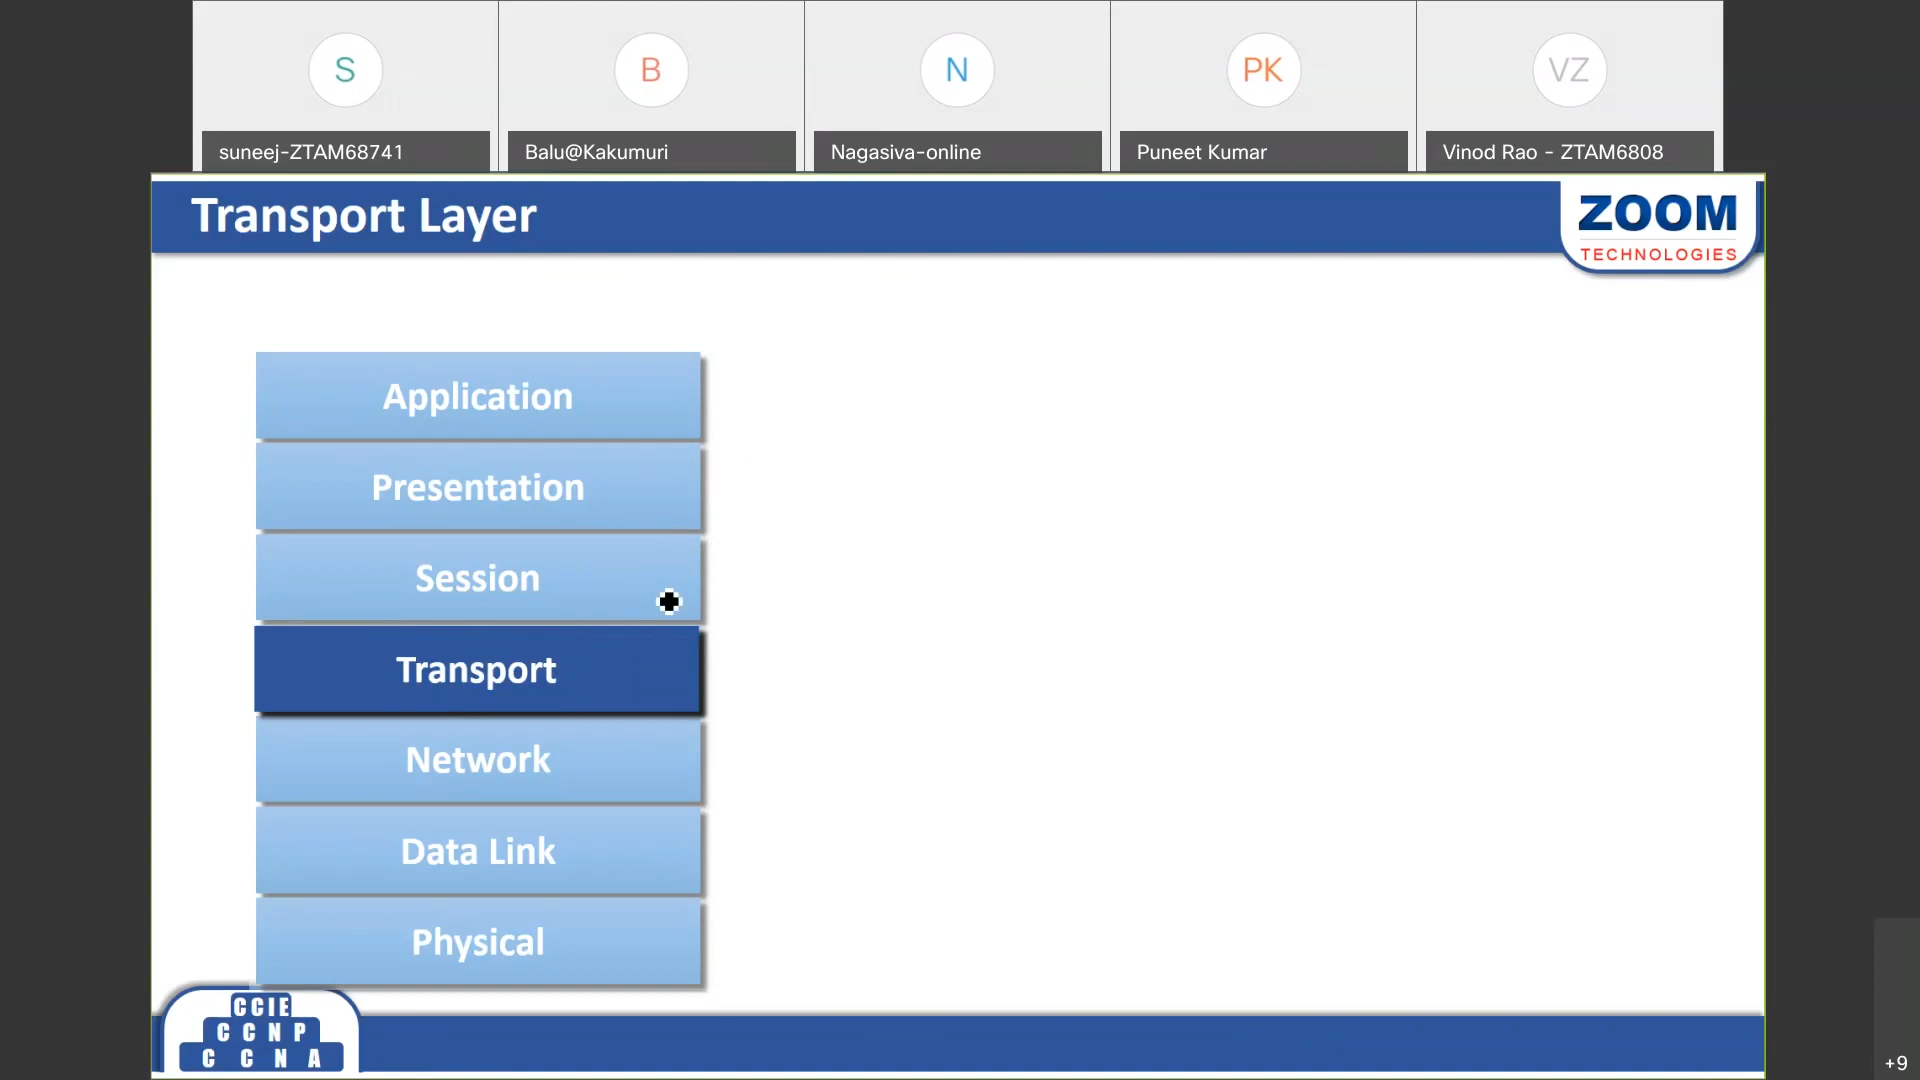 S
B
N
PK
VZ
suneej-ZTAM68741
Balu@Kakumuri
Nagasiva-online
Puneet Kumar
Vinod Rao - ZTAM6808
Transport Layer
ZOOM
TECHNOLOGIES
Application
Presentation
Session
Transport
Network
Data Link
Physical
CCIE
CCNP
CCNA
+9